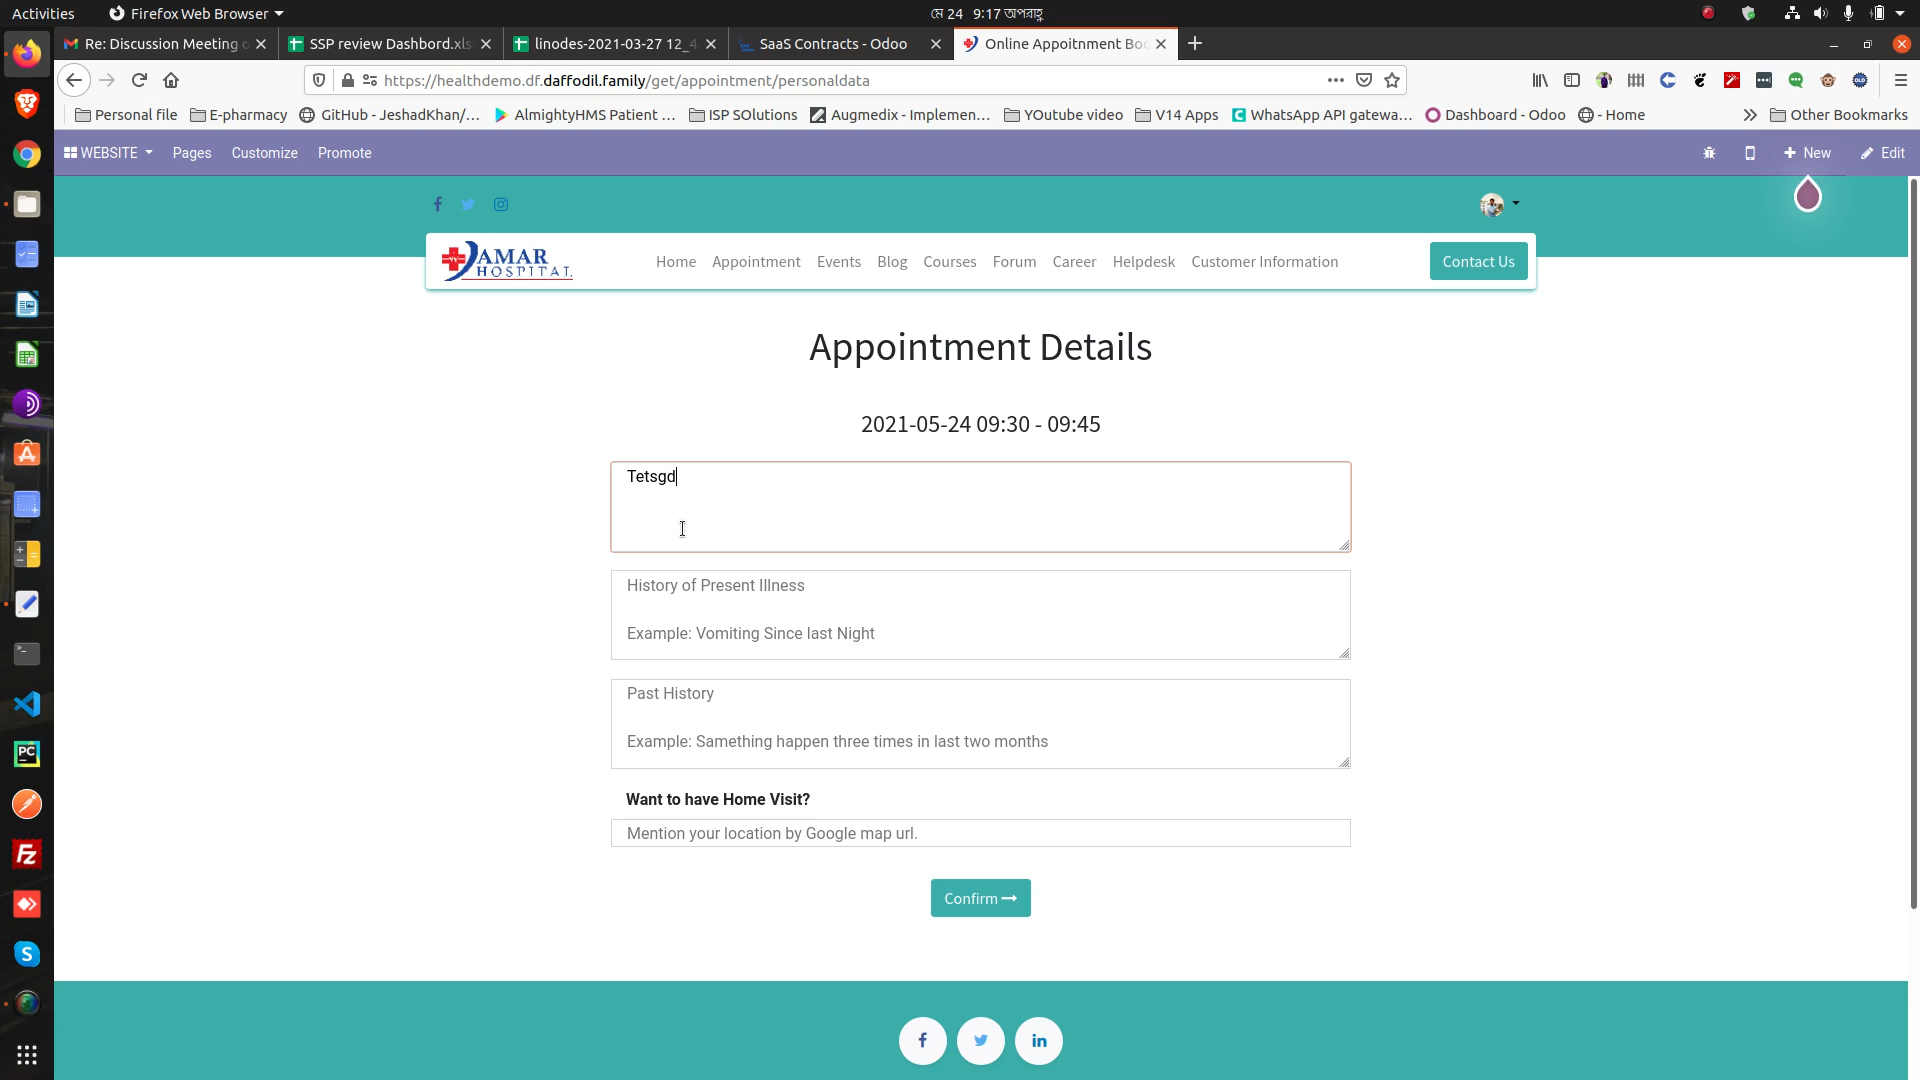 Activities
Firefox Web Browser
মে 24 9:17 অপরাহ্ণ
Re: Discussion Meeting o
SSP review Dashbord.xls
linodes-2021-03-27 12_4
SaaS Contracts - Odoo
Online Appoitnment Boo
https://healthdemo.df.daffodil.family/get/appointment/personaldata
Personal file
E-pharmacy
GitHub - JeshadKhan/...
AlmightyHMS Patient ...
ISP SOlutions
Augmedix - Implemen...
YOutube video
V14 Apps
WhatsApp API gatewa...
Dashboard - Odoo
- Home
Other Bookmarks
WEBSITE
Pages
Customize
Promote
New
Edit
AMAR
HOSPITAL
Home
Appointment
Events
Blog
Courses
Forum
Career
Helpdesk
Customer Information
Contact Us
Appointment Details
2021-05-24 09:30 - 09:45
Tetsgd
History of Present Illness
Example: Vomiting Since last Night
Past History
Example: Samething happen three times in last two months
Want to have Home Visit?
Mention your location by Google map url.
Confirm